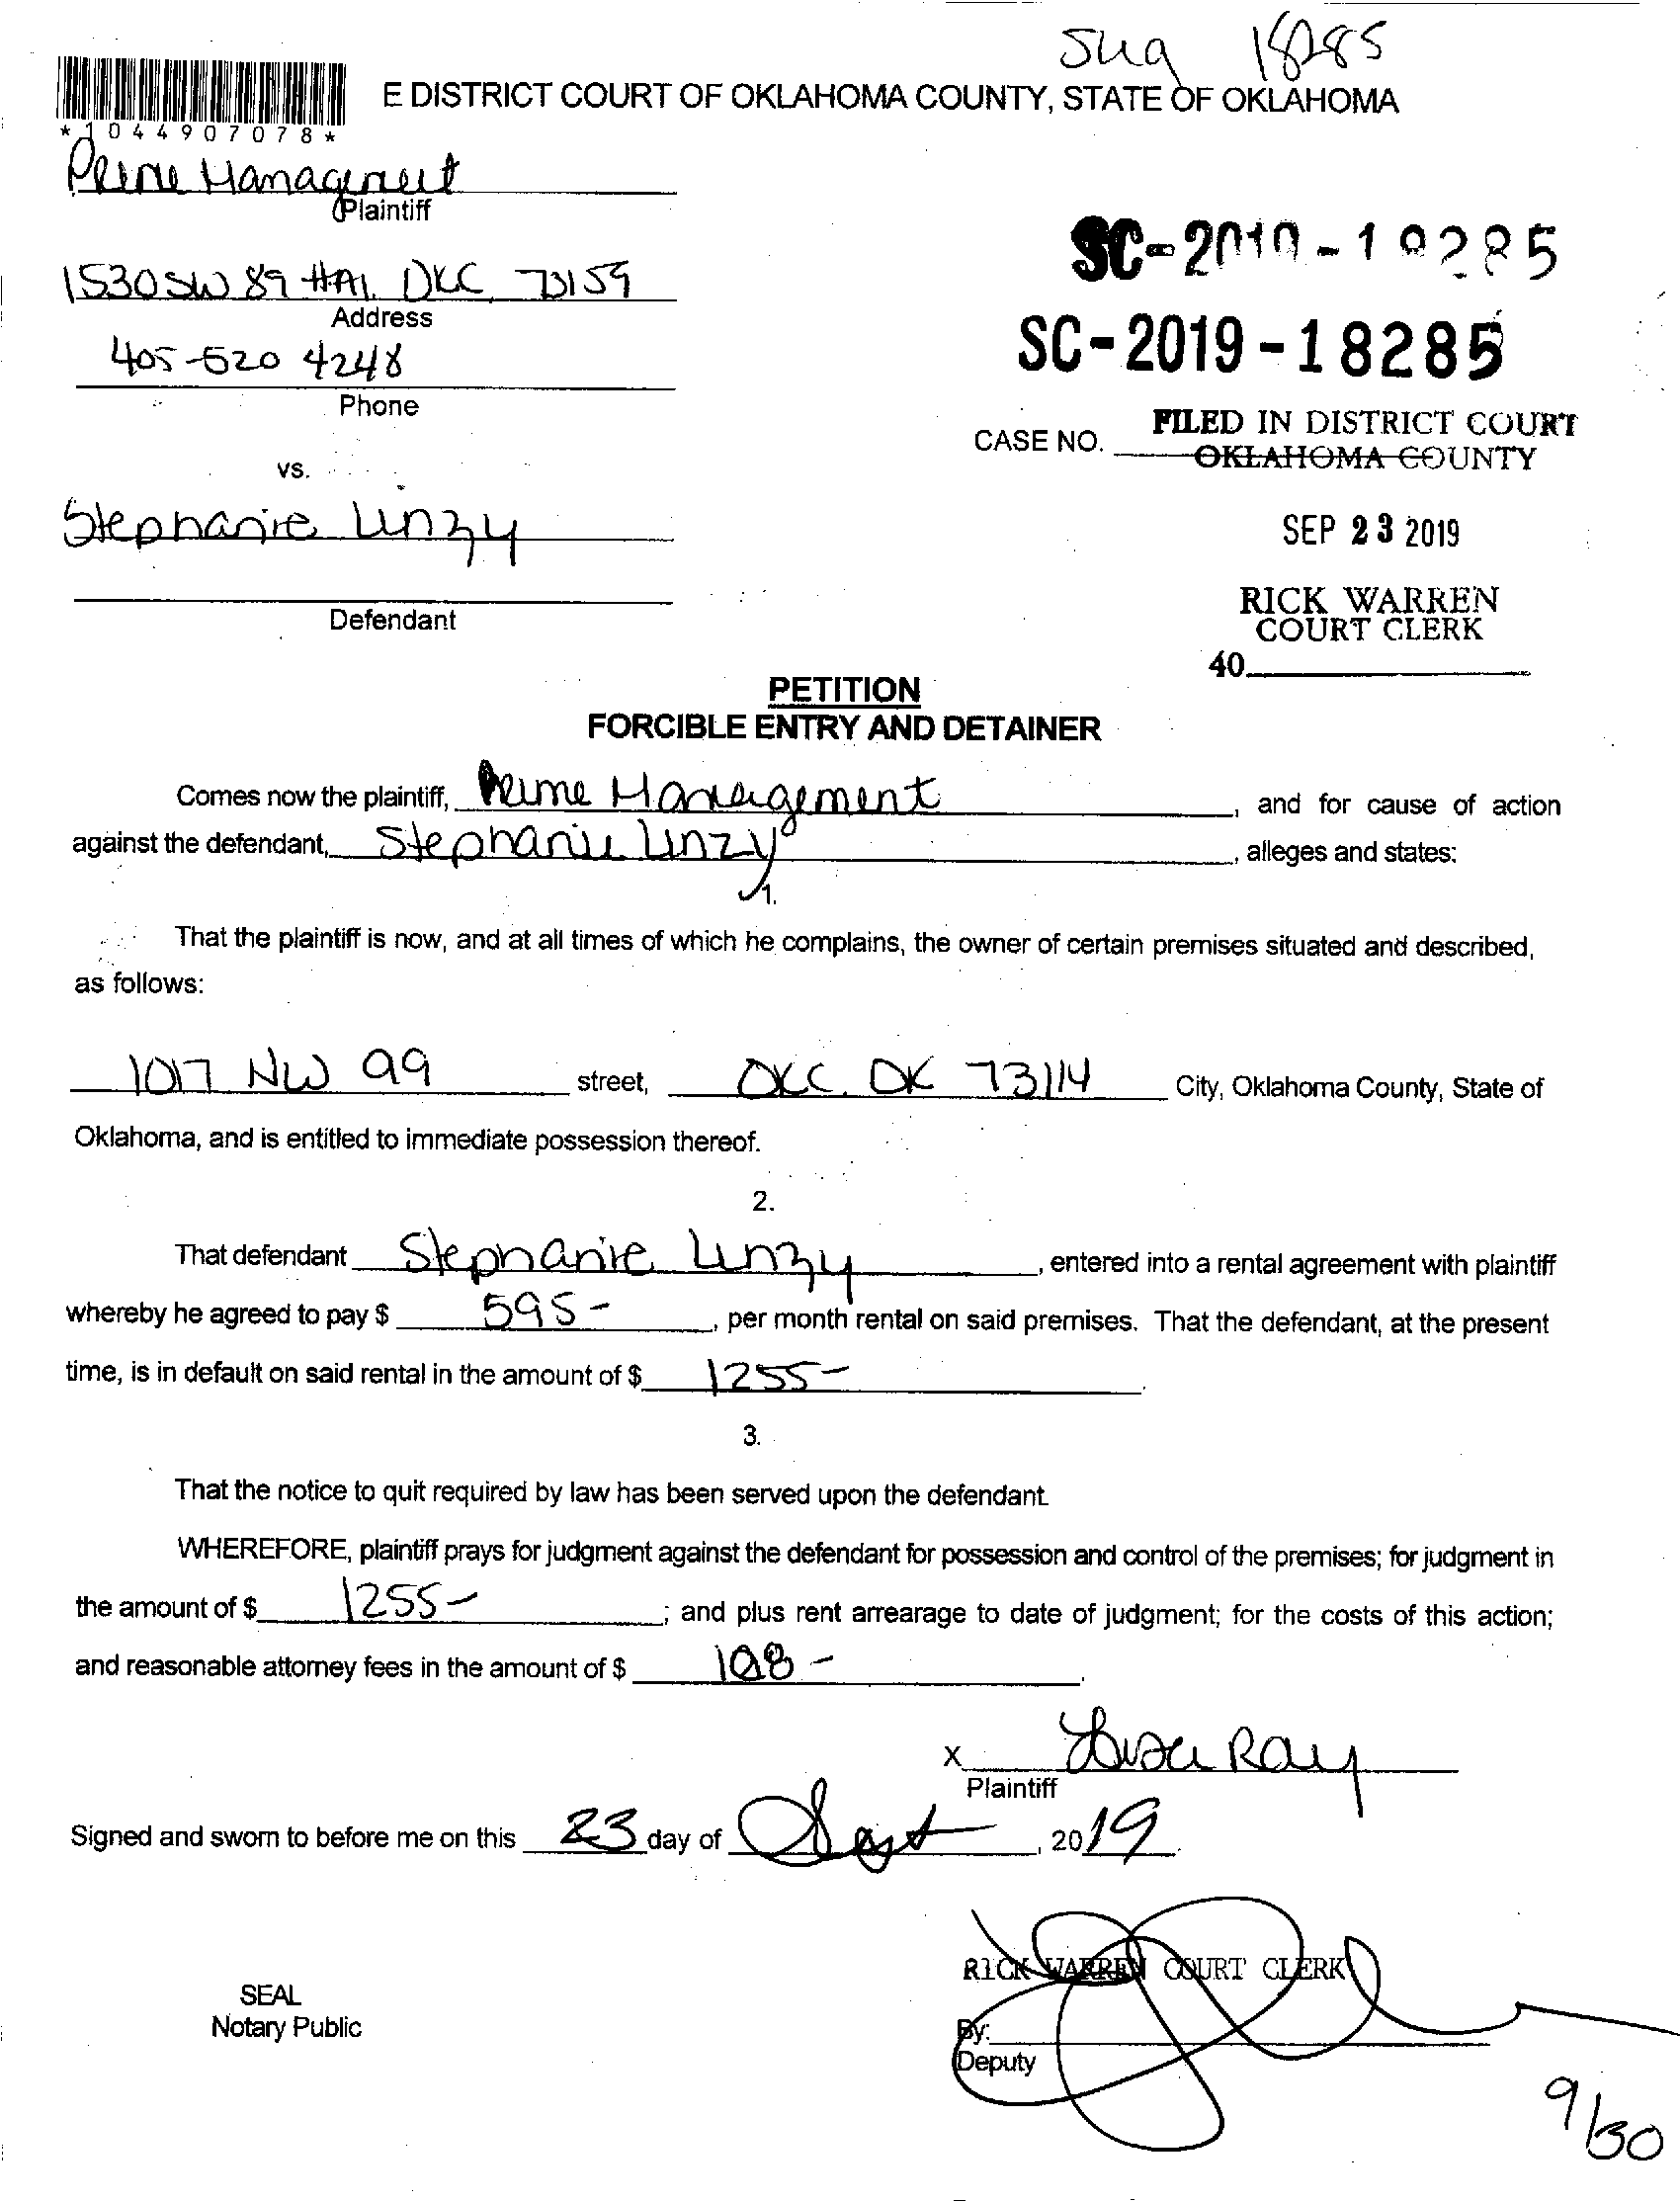 18285
E DISTRICT COURT OF OKLAHOMA COUNTY, STATE OF OKLAHOMA
*1044907078*
Prime Management
Plaintiff
1530 SW 89 #A1. OKC 73159
Address
405-520 4248
Phone
vs.
Stephanie Linzy
Defendant
SC-2019-18285
SC-2019-18285
CASE NO.
FILED IN DISTRICT COURT
OKLAHOMA COUNTY
SEP 23 2019
RICK WARREN
COURT CLERK
40
PETITION
FORCIBLE ENTRY AND DETAINER
Comes now the plaintiff, Prime Management, and for cause of action
against the defendant, Stephanie Linzy, alleges and states:
1.
That the plaintiff is now, and at all times of which he complains, the owner of certain premises situated and described,
as follows:
1017 NW 99 street, OKC. OK 73114 City, Oklahoma County, State of
Oklahoma, and is entitled to immediate possession thereof.
2.
That defendant Stephanie Linzy, entered into a rental agreement with plaintiff
whereby he agreed to pay $ 595-, per month rental on said premises. That the defendant, at the present
time, is in default on said rental in the amount of $ 1255-.
3.
That the notice to quit required by law has been served upon the defendant.
WHEREFORE, plaintiff prays for judgment against the defendant for possession and control of the premises; for judgment in
the amount of $ 1255-; and plus rent arrearage to date of judgment; for the costs of this action;
and reasonable attorney fees in the amount of $ 198-.
X Lisa Ray
Plaintiff
Signed and sworn to before me on this 23 day of Sept, 2019.
RICK WARREN COURT CLERK
SEAL
Notary Public
By:
Deputy
9/30